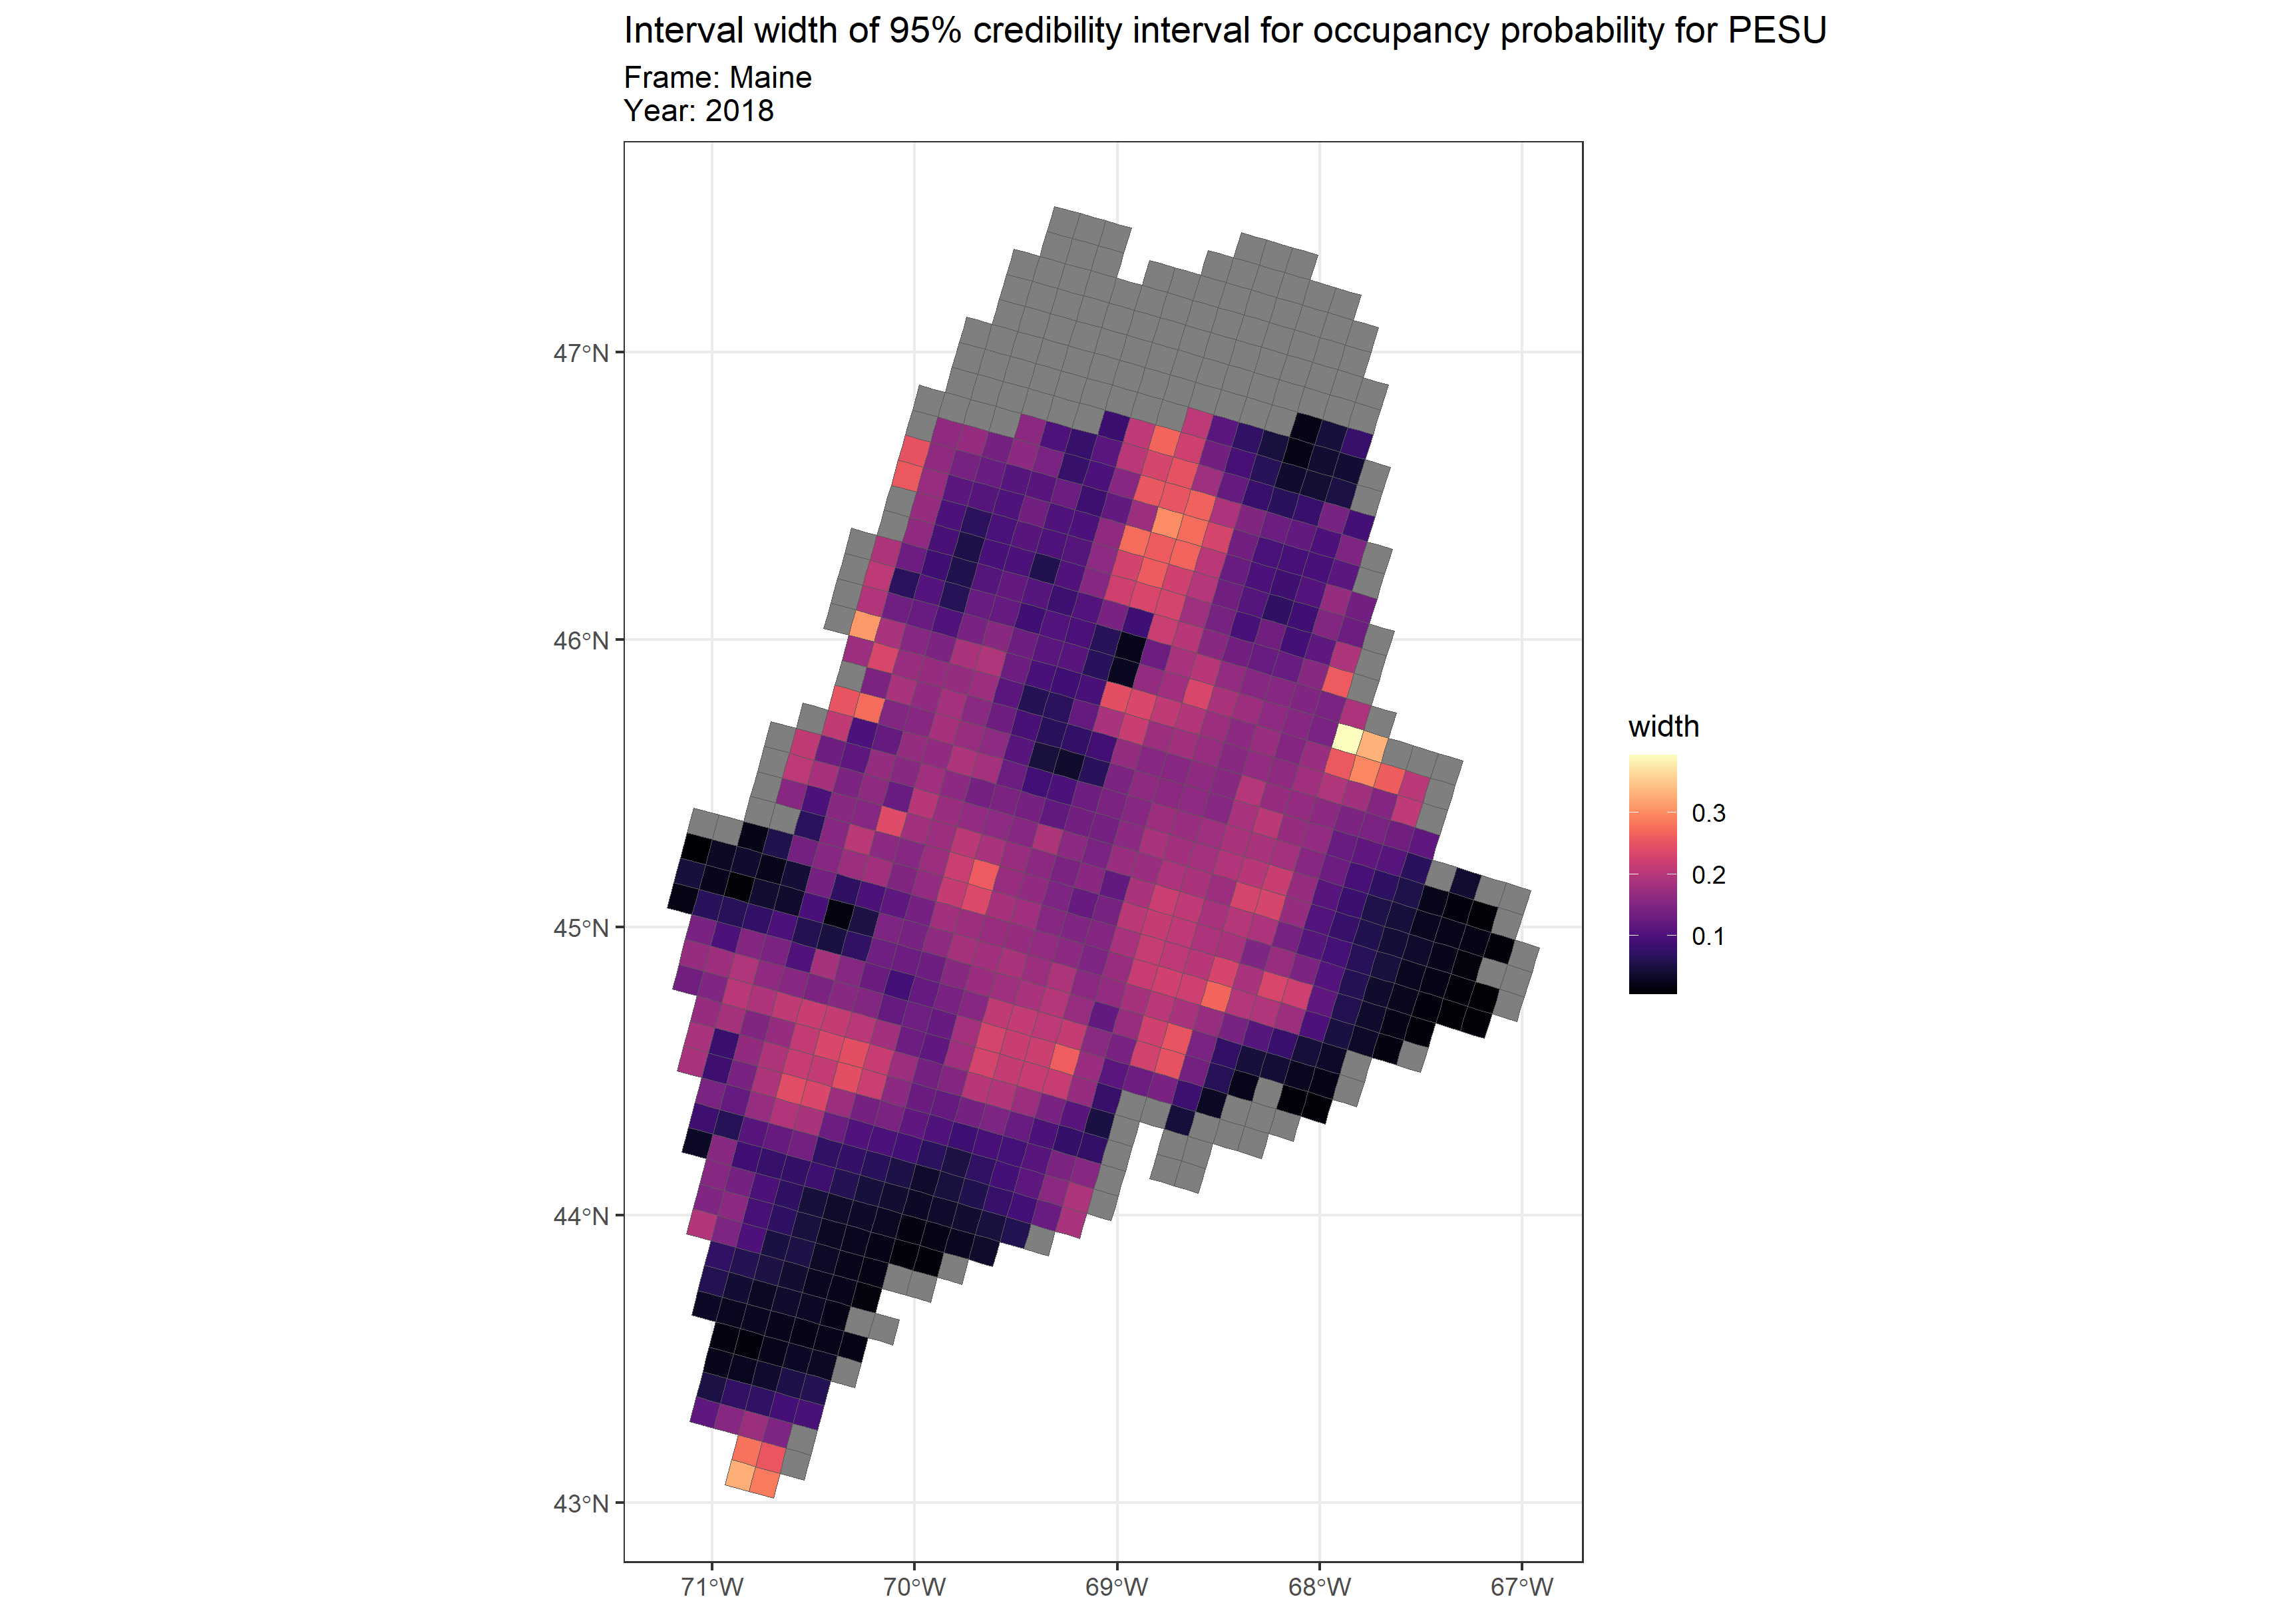 Interval width of 95% credibility interval for occupancy probability for PESU
Frame: Maine
Year: 2018
47°N
46°N
45°N
44°N
43°N
71°W
70°W
69°W
68°W
67°W
width
0.3
0.2
0.1